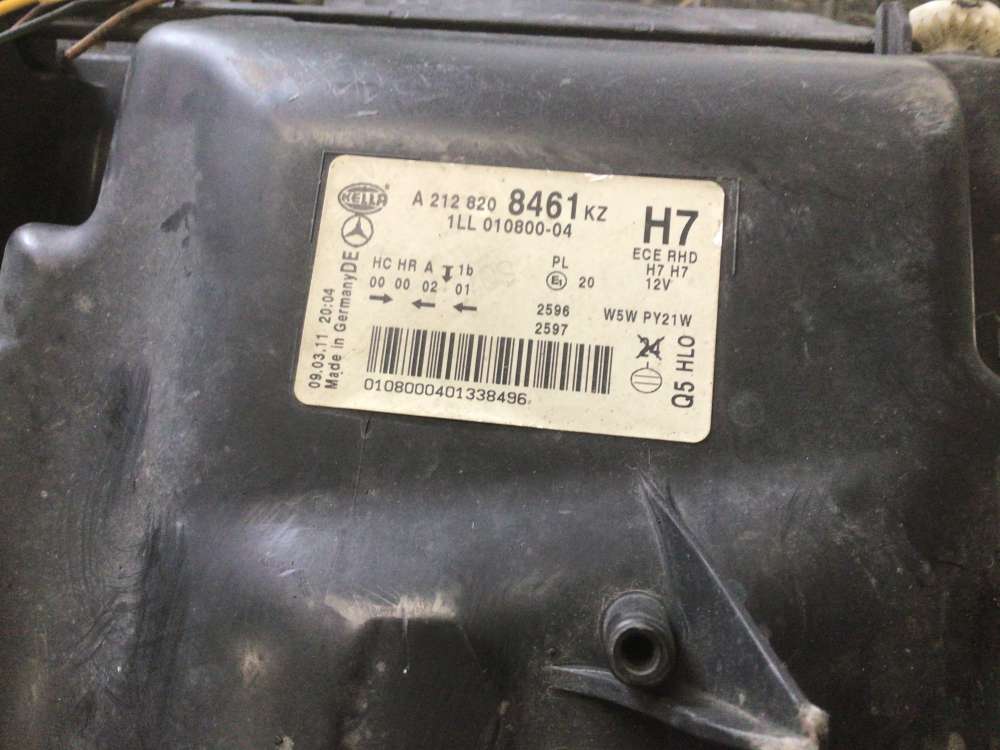 HELLA
A 212 820 8461 KZ
1LL 010800-04
H7
ECE RHD
H7 H7
12V
HC HR A 1b
00 00 02 01
PL
E1 20
2596
2597
W5W PY21W
24
Q5 HLO
09.03.11 20:04
Made in Germany DE
0108000401338496